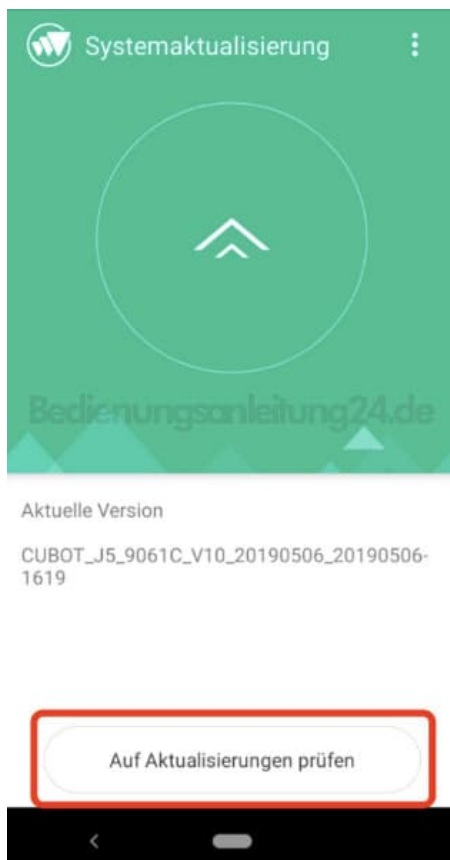 Systemaktualisierung
Bedienungsanleitung24.de
Aktuelle Version
CUBOT_J5_9061C_V10_20190506_20190506-
1619
Auf Aktualisierungen prüfen